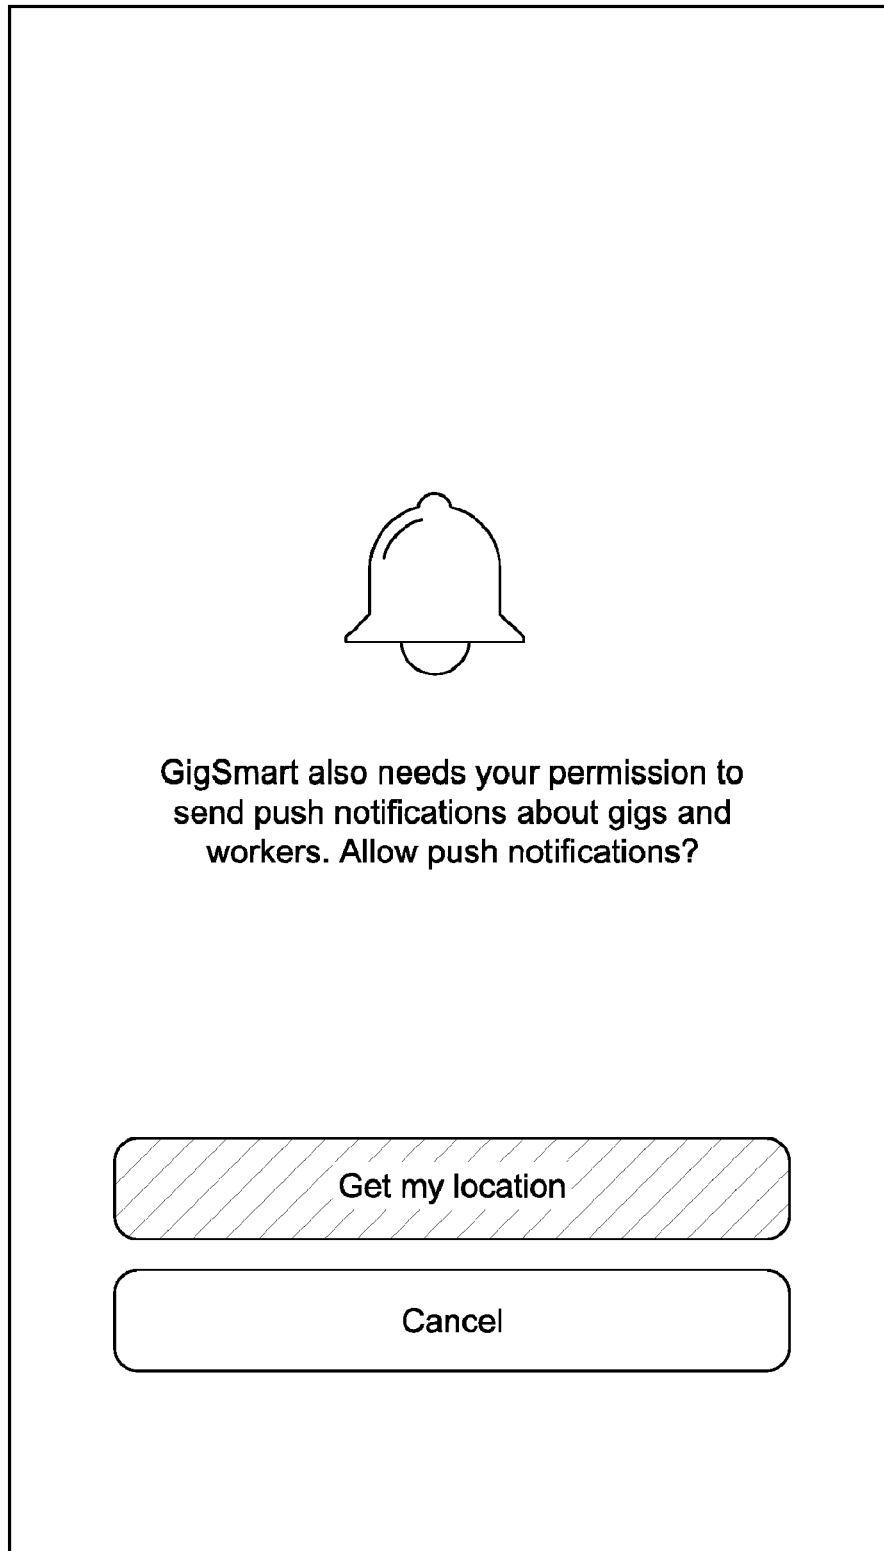 GigSmart also needs your permission to
send push notifications about gigs and
workers. Allow push notifications?
Get my location
Cancel